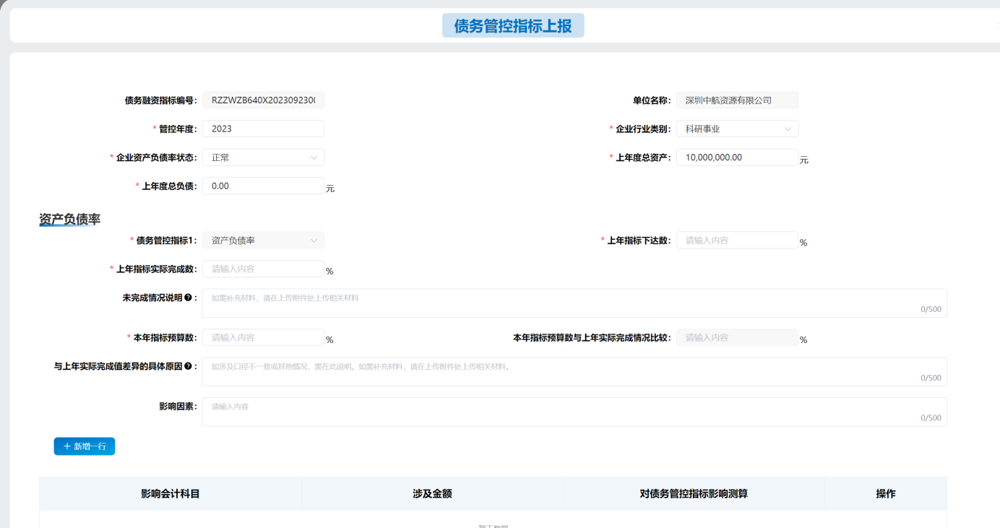 债务管控指标上报
债务融资指标编号: RZZWZB640X202309230( 单位名称: 深圳中航资源有限公司
* 管控年度: 2023 * 企业行业类别: 科研事业
* 企业资产负债率状态: 正常 * 上年度总资产: 10,000,000.00 元
* 上年度总负债: 0.00 元
资产负债率
* 债务管控指标1: 资产负债率 * 上年指标下达数: 请输入内容 %
* 上年指标实际完成数: 请输入内容 %
未完成情况说明 ? : 如需补充材料，请在上传附件处上传相关材料
0/500
* 本年指标预算数: 请输入内容 % 本年指标预算数与上年实际完成情况比较: 请输入内容 %
与上年实际完成值差异的具体原因 ? : 如涉及口径不一致或其他情况，需在此说明。如需补充材料，请在上传附件处上传相关材料。
0/500
影响因素: 请输入内容
0/500
+ 新增一行
影响会计科目 涉及金额 对债务管控指标影响测算 操作